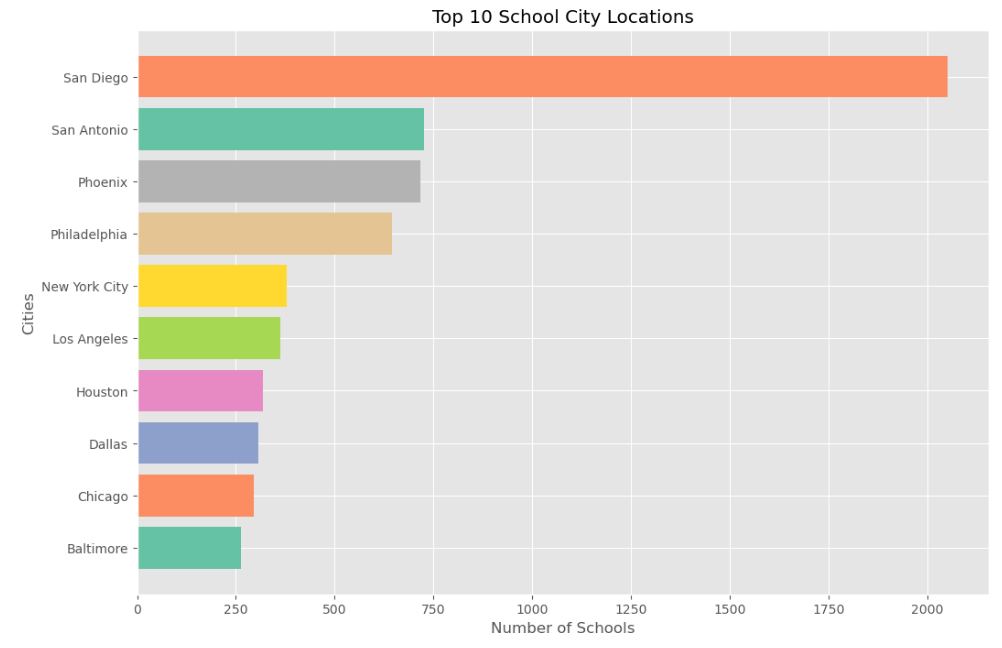 Top 10 School City Locations
Cities
San Diego
San Antonio
Phoenix
Philadelphia
New York City
Los Angeles
Houston
Dallas
Chicago
Baltimore
0 250 500 750 1000 1250 1500 1750 2000
Number of Schools